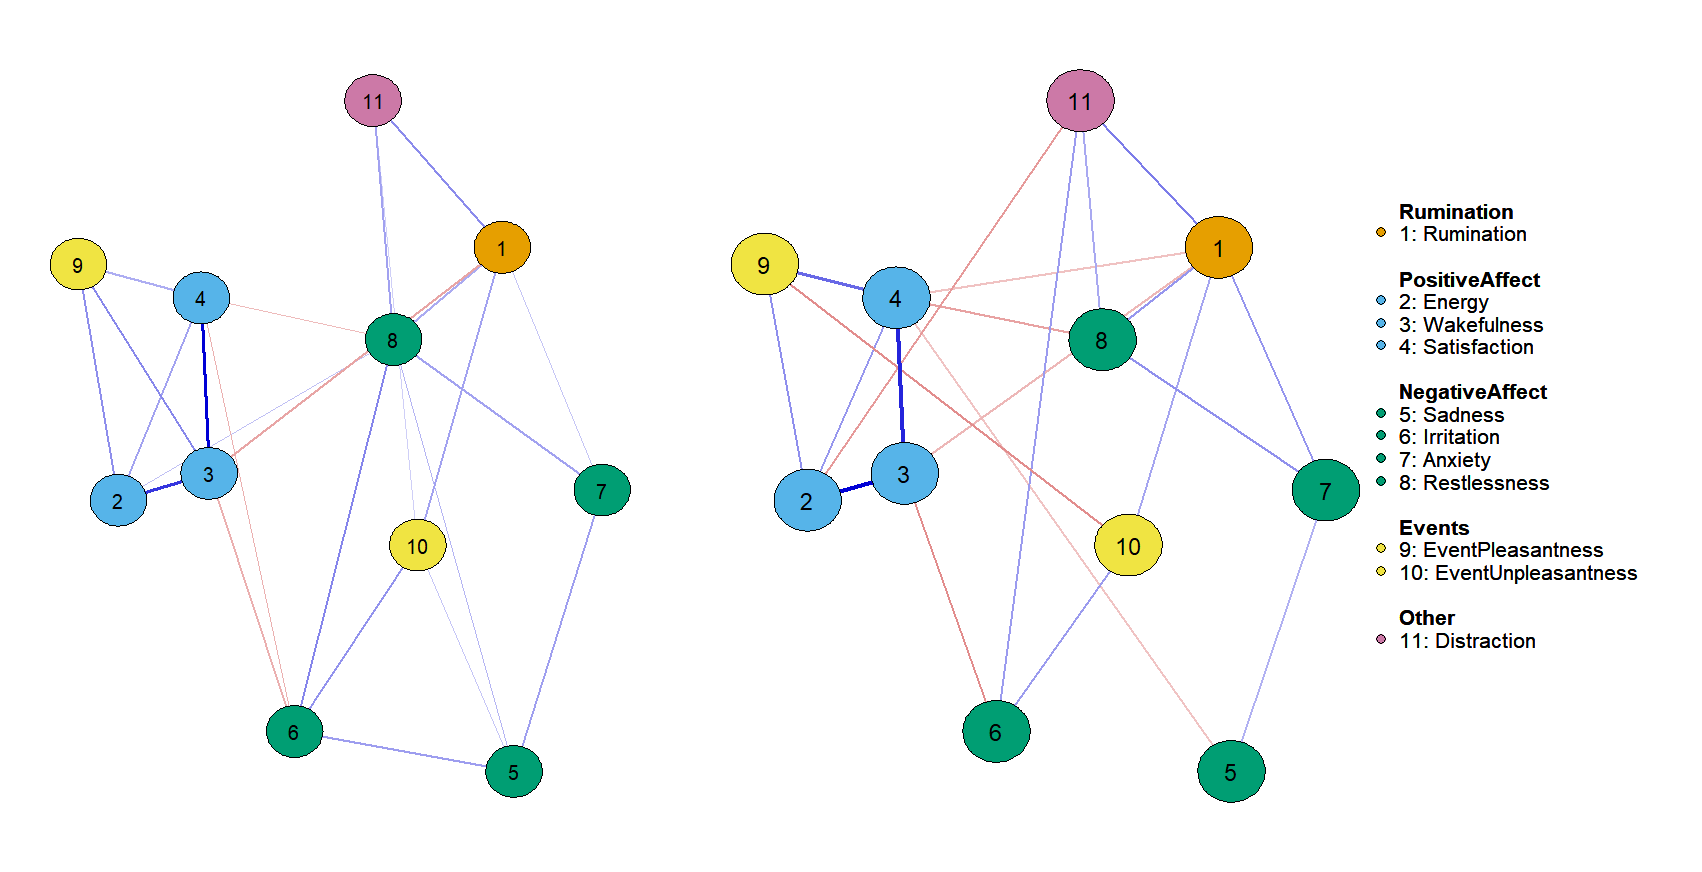 11
1
9
4
8
3
2
7
10
6
5
11
1
9
4
8
3
2
7
10
6
5
Rumination
1: Rumination
PositiveAffect
2: Energy
3: Wakefulness
4: Satisfaction
NegativeAffect
5: Sadness
6: Irritation
7: Anxiety
8: Restlessness
Events
9: EventPleasantness
10: EventUnpleasantness
Other
11: Distraction